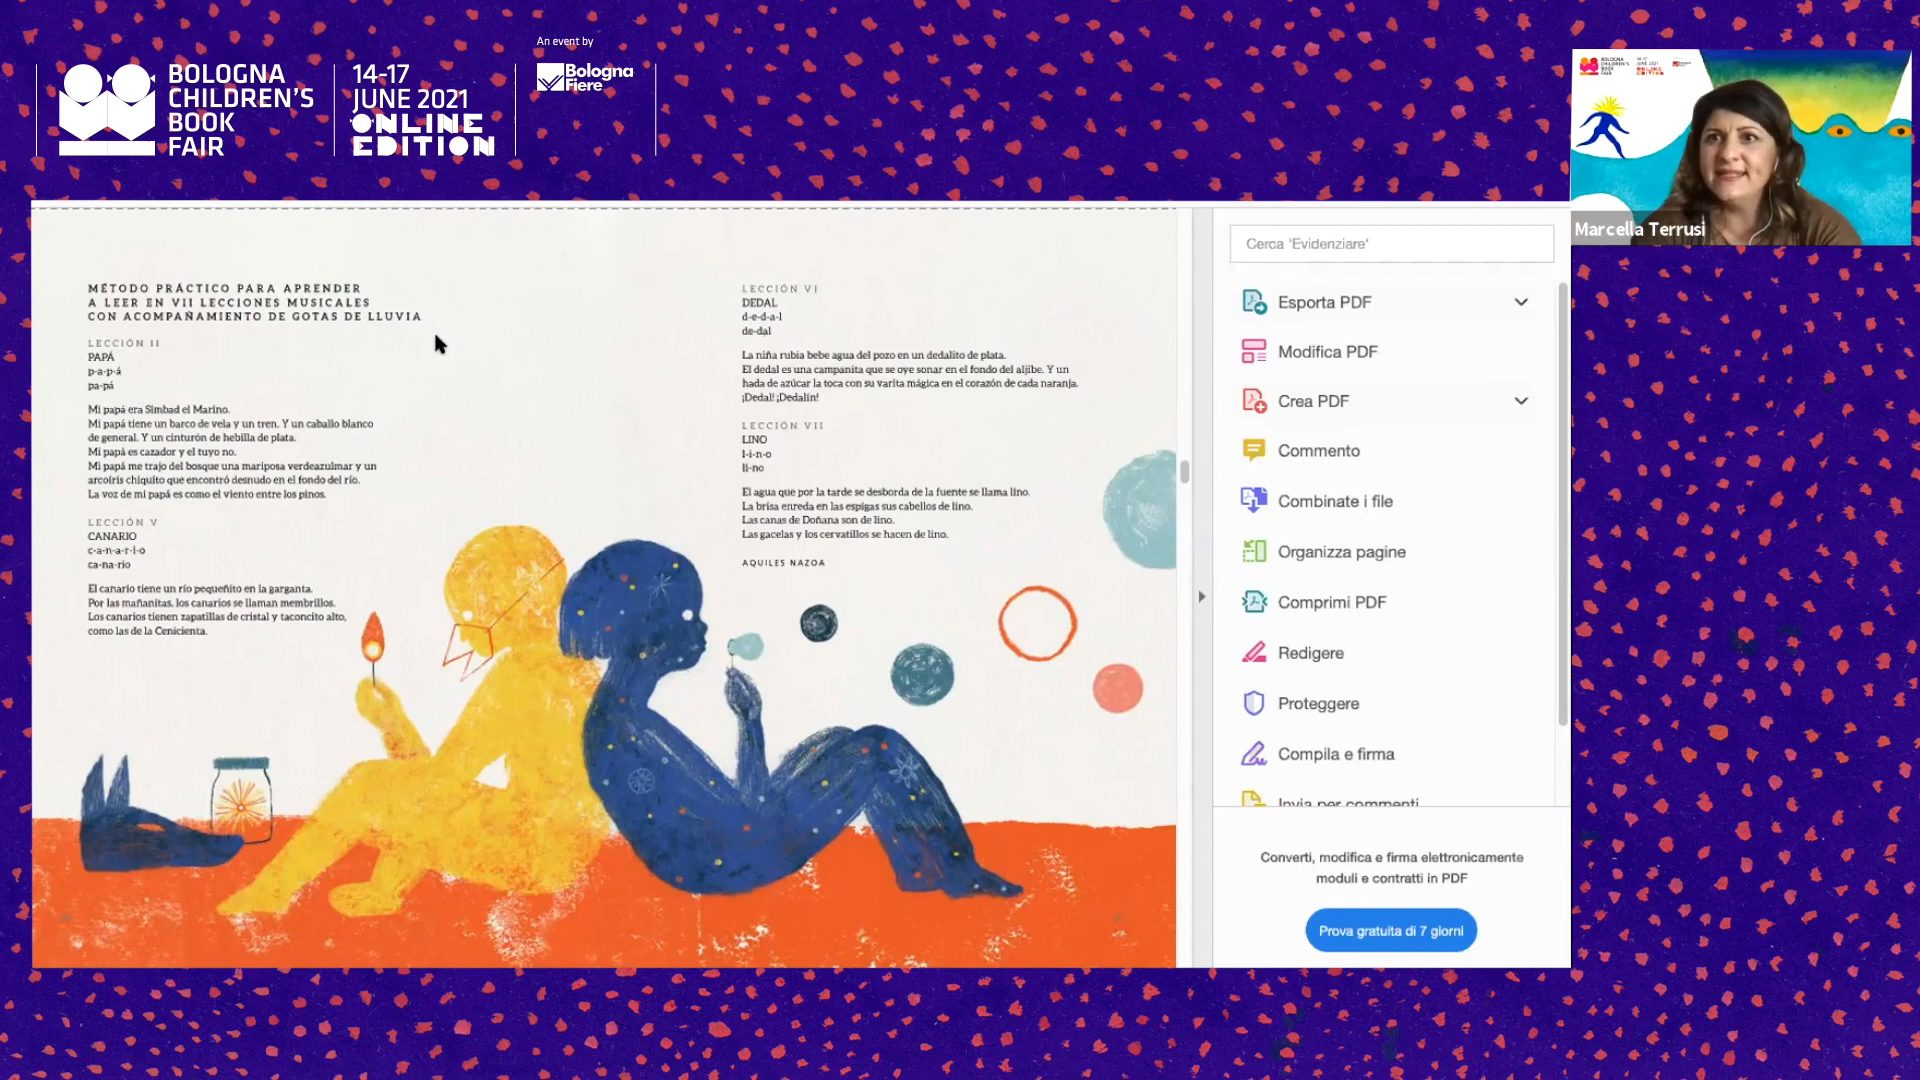 An event by
BOLOGNA
CHILDREN'S
BOOK
FAIR
14-17
JUNE 2021
ONLINE
EDITION
Bologna
Fiere
Marcella Terrusi
MÉTODO PRÁCTICO PARA APRENDER
A LEER EN VII LECCIONES MUSICALES
CON ACOMPAÑAMIENTO DE GOTAS DE LLUVIA
LECCIÓN II
PAPÁ
p-a-p-á
pa-pá
Mi papá era Simbad el Marino.
Mi papá tiene un barco de vela y un tren. Y un caballo blanco
de general. Y un cinturón de hebilla de plata.
Mi papá es cazador y el tuyo no.
Mi papá me trajo del bosque una mariposa verdeazulmar y un
arcoíris chiquito que encontró desnudo en el fondo del río.
La voz de mi papá es como el viento entre los pinos.
LECCIÓN V
CANARIO
c-a-n-a-r-i-o
ca-na-rio
El canario tiene un río pequeñito en la garganta.
Por las mañanitas, los canarios se llaman membrillos.
Los canarios tienen zapatillas de cristal y taconcito alto,
como las de la Cenicienta.
LECCIÓN VI
DEDAL
d-e-d-a-l
de-dal
La niña rubia bebe agua del pozo en un dedalito de plata.
El dedal es una campanita que se oye sonar en el fondo del aljibe. Y un
hada de azúcar la toca con su varita mágica en el corazón de cada naranja.
¡Dedal! ¡Dedalín!
LECCIÓN VII
LINO
l-i-n-o
li-no
El agua que por la tarde se desborda de la fuente se llama lino.
La brisa enreda en las espigas sus cabellos de lino.
Las canas de Doñana son de lino.
Las gacelas y los cervatillos se hacen de lino.
AQUILES NAZOA
Cerca 'Evidenziare'
Esporta PDF
Modifica PDF
Crea PDF
Commento
Combinate i file
Organizza pagine
Comprimi PDF
Redigere
Proteggere
Compila e firma
Invia per commenti
Converti, modifica e firma elettronicamente
moduli e contratti in PDF
Prova gratuita di 7 giorni